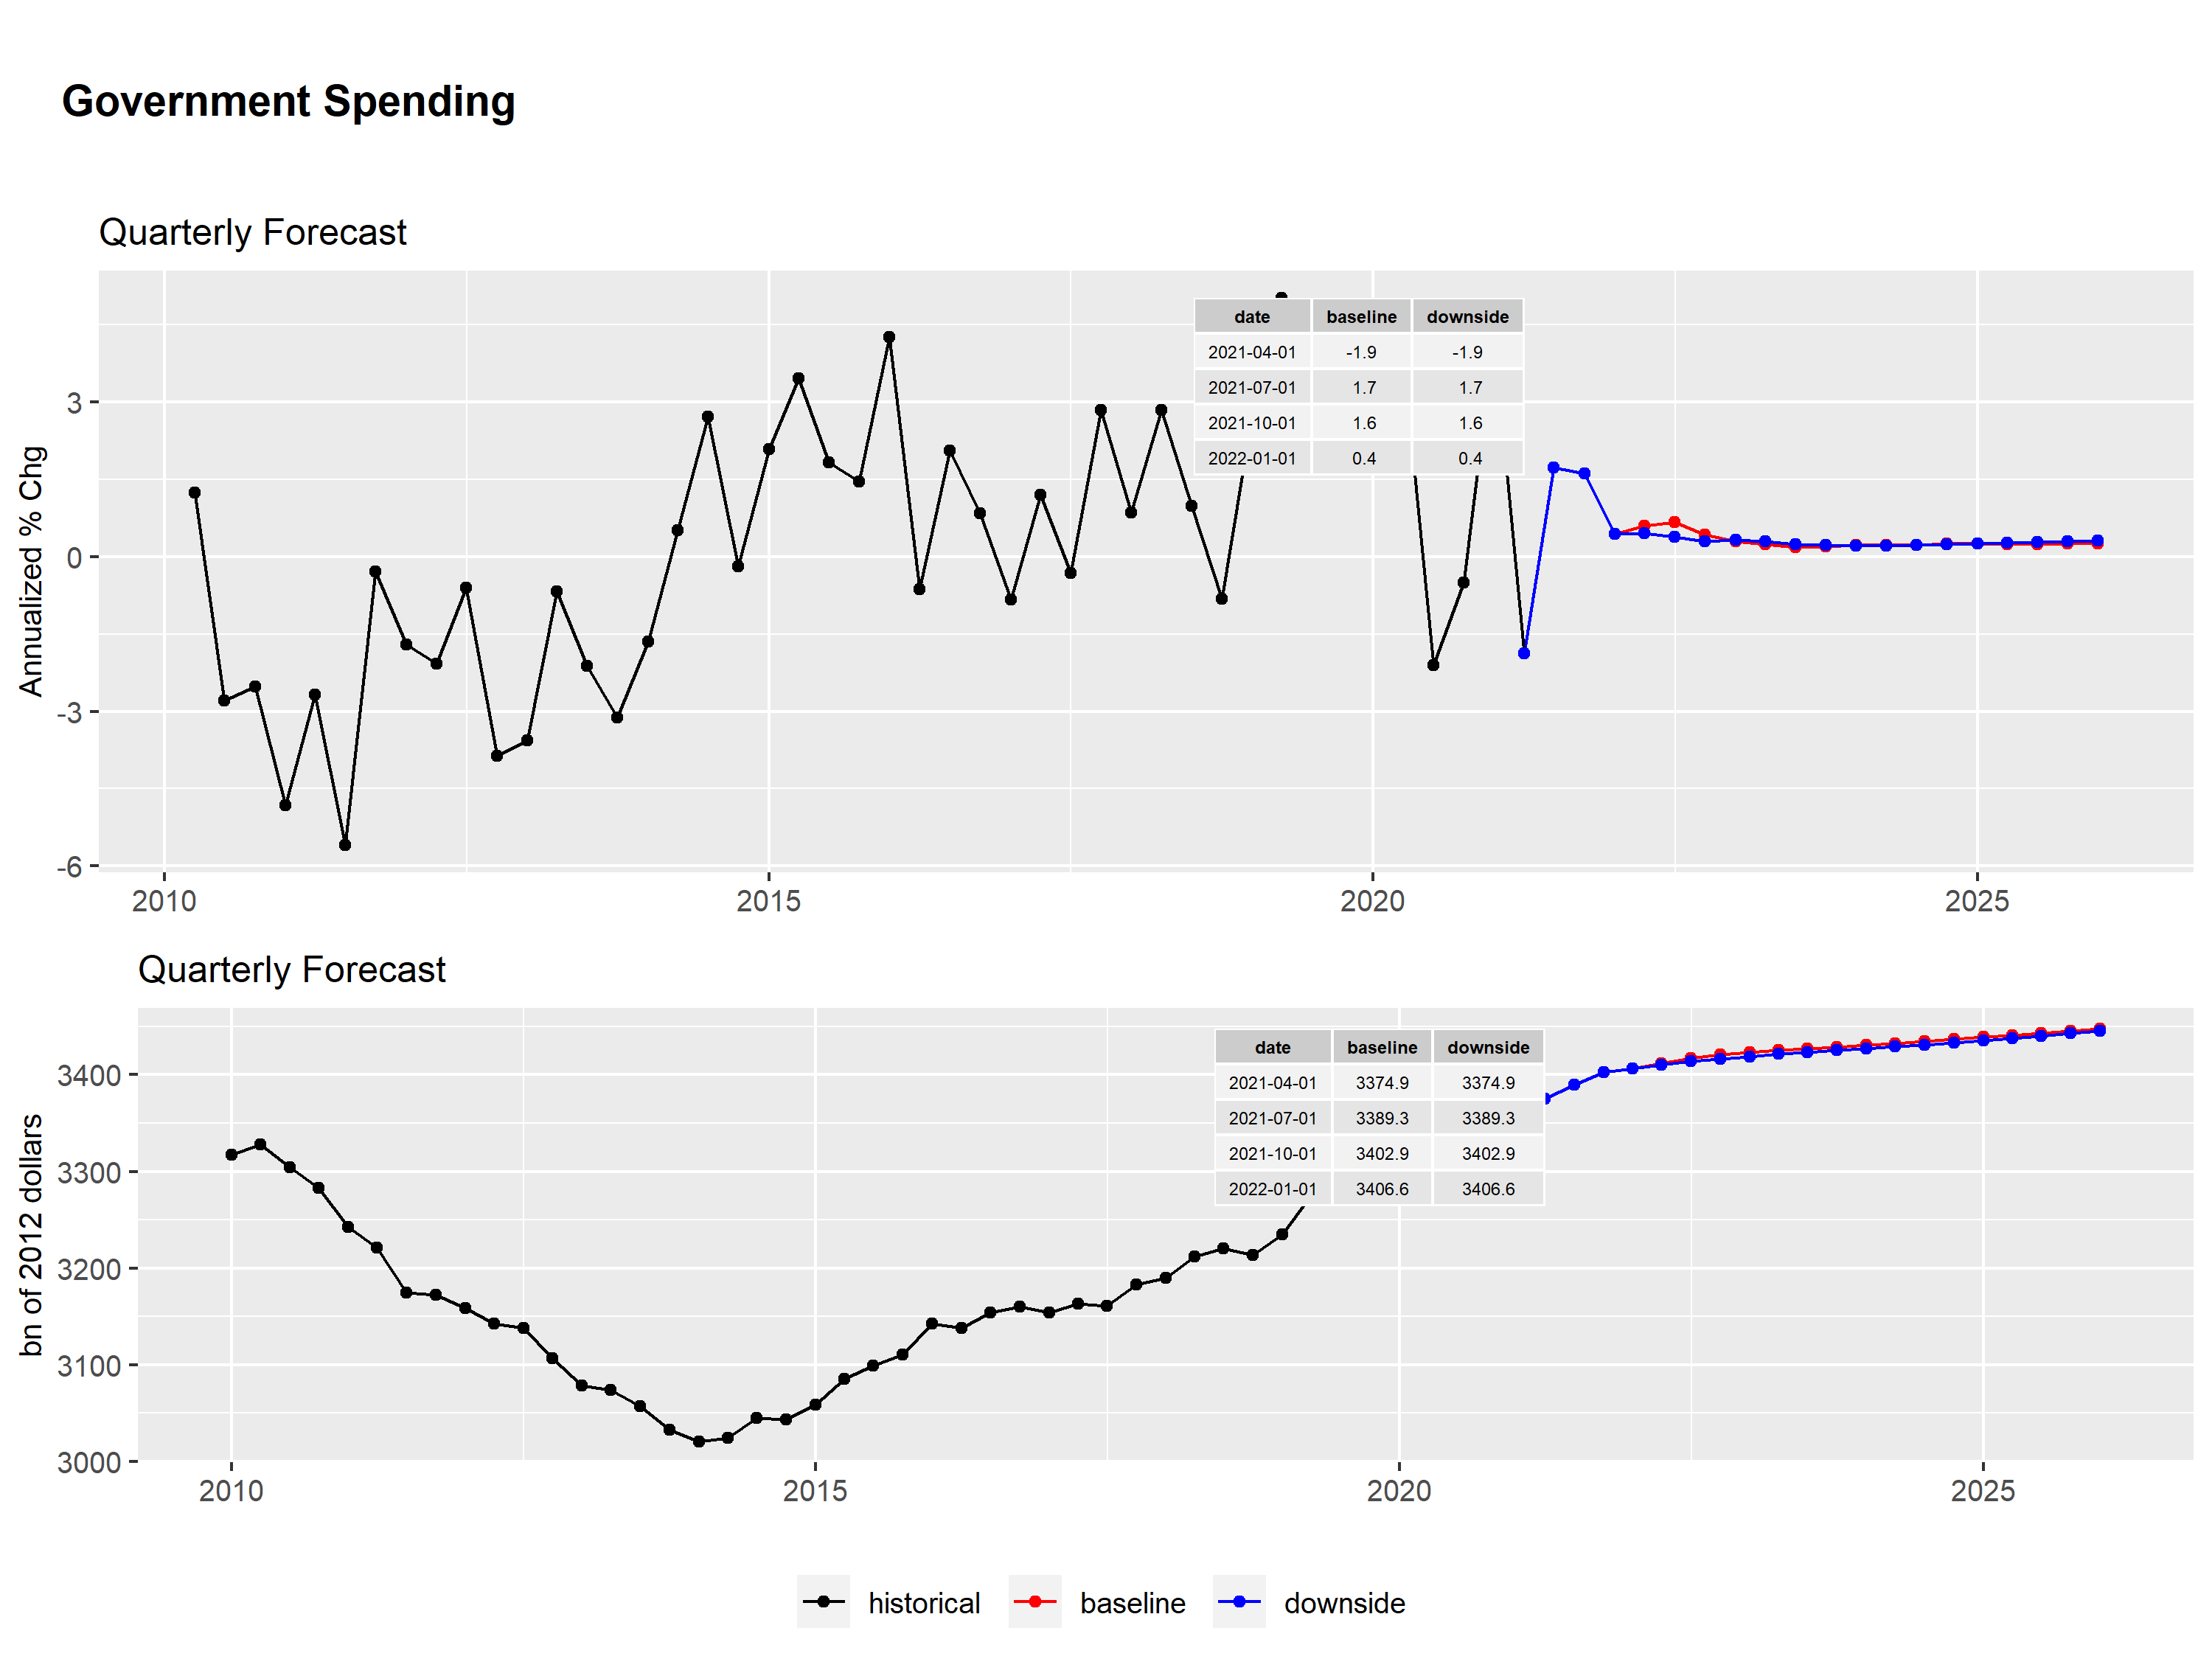 Government Spending
Quarterly Forecast
Annualized % Chg
3
0
-3
-6
2010 2015 2020 2025
date baseline downside
2021-04-01 -1.9 -1.9
2021-07-01 1.7 1.7
2021-10-01 1.6 1.6
2022-01-01 0.4 0.4
Quarterly Forecast
bn of 2012 dollars
3400
3300
3200
3100
3000
2010 2015 2020 2025
date baseline downside
2021-04-01 3374.9 3374.9
2021-07-01 3389.3 3389.3
2021-10-01 3402.9 3402.9
2022-01-01 3406.6 3406.6
historical baseline downside